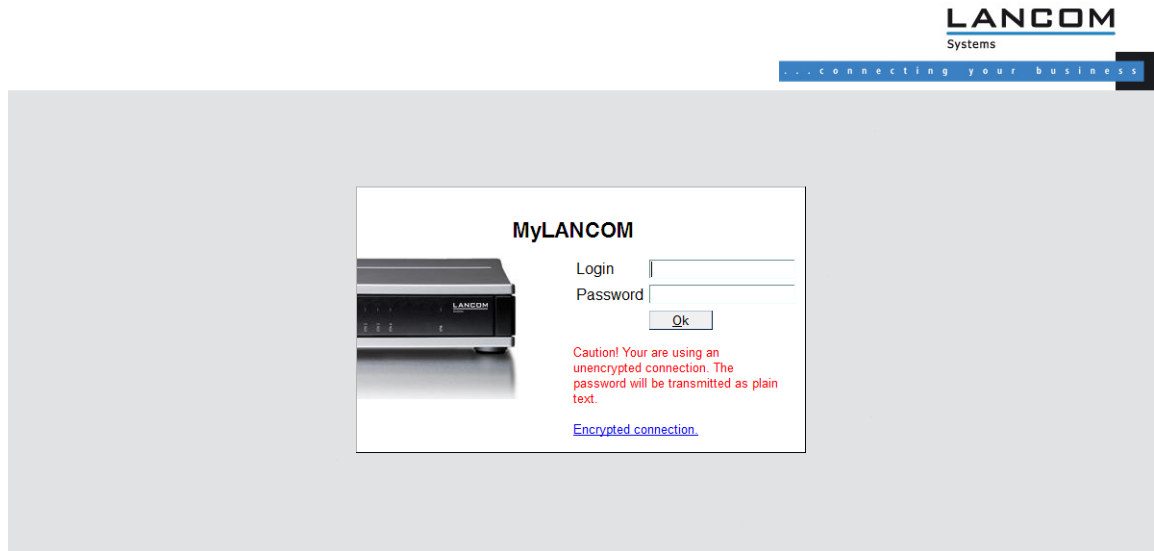 LANCOM
Systems
...connecting your business
MyLANCOM
Login
Password
LANCOM
Ok
Caution! Your are using an
unencrypted connection. The
password will be transmitted as plain
text.
Encrypted connection.